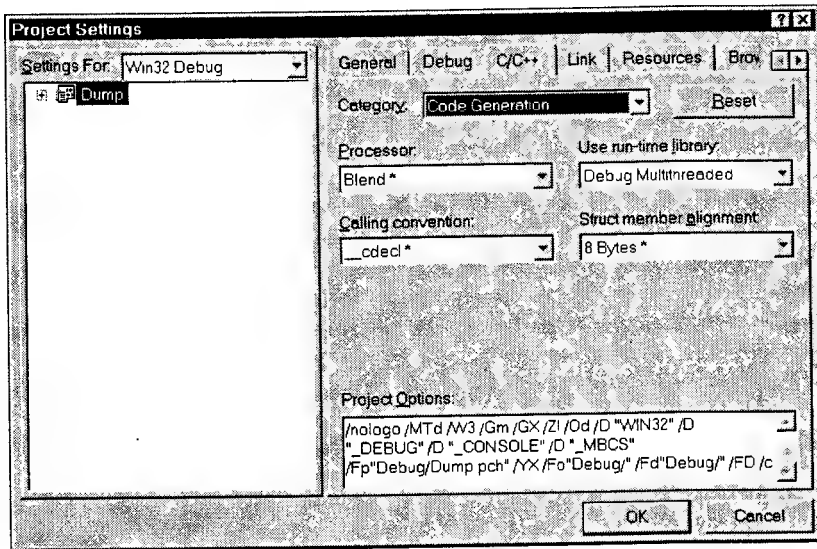 Project Settings
Settings For: Win32 Debug
Dump
General Debug C/C++ Link Resources Brow
Category: Code Generation Reset
Processor: Use run-time library:
Blend * Debug Multithreaded
Calling convention: Struct member alignment:
__cdecl * 8 Bytes *
Project Options:
/nologo /MTd /W3 /Gm /GX /ZI /Od /D "WIN32" /D
"_DEBUG" /D "_CONSOLE" /D "_MBCS"
/Fp"Debug/Dump pch" /YX /Fo"Debug/" /Fd"Debug/" /FD /c
OK Cancel